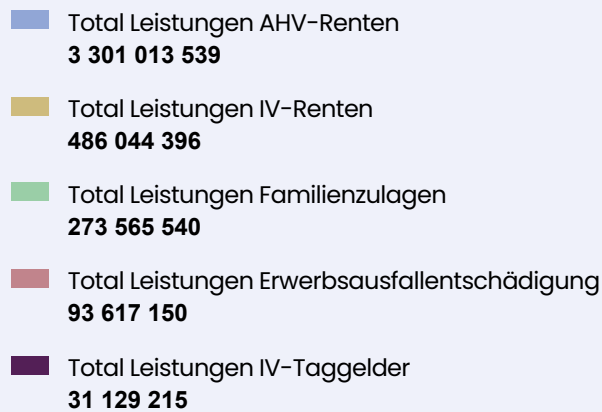 Total Leistungen AHV-Renten
3 301 013 539
Total Leistungen IV-Renten
486 044 396
Total Leistungen Familienzulagen
273 565 540
Total Leistungen Erwerbsausfallentschädigung
93 617 150
Total Leistungen IV-Taggelder
31 129 215